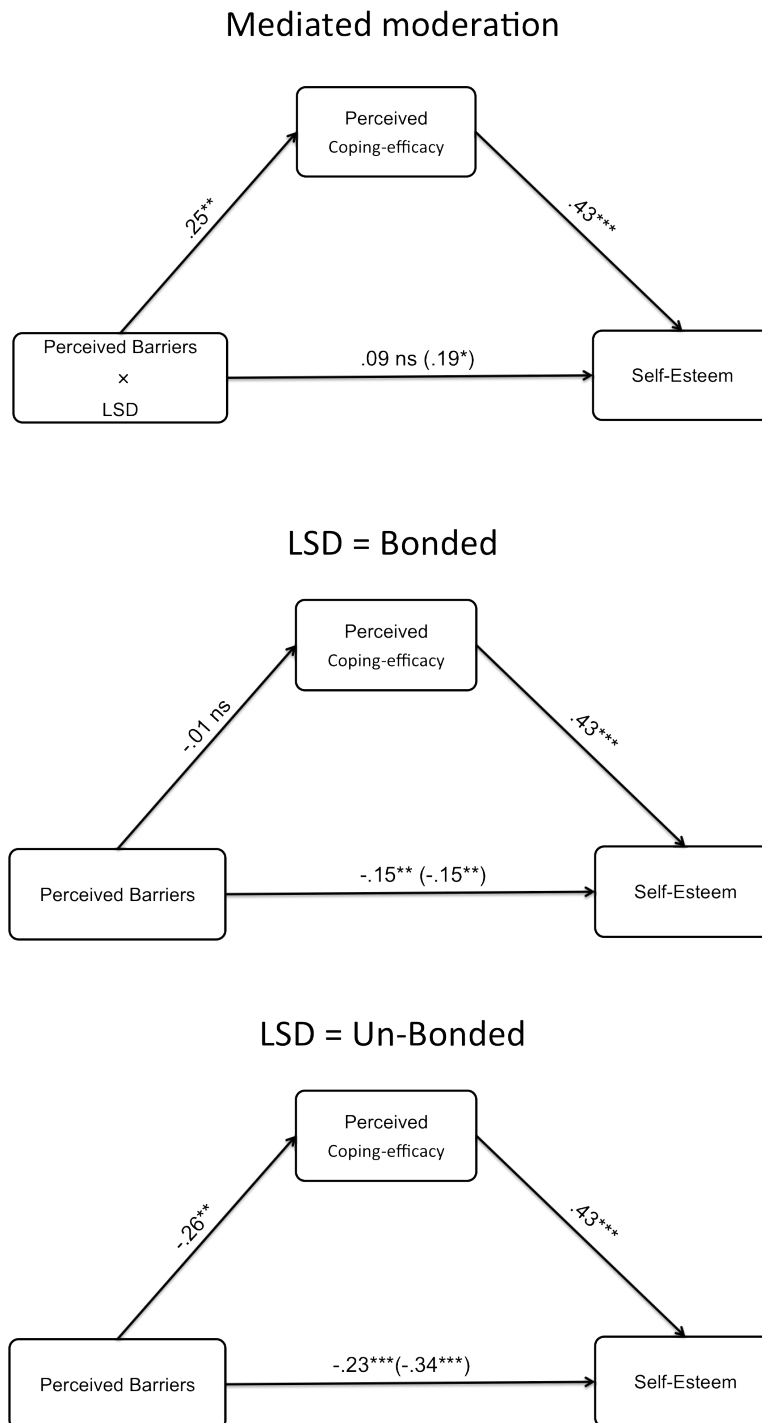 Mediated moderation
Perceived
Coping-efficacy
.25**
.43***
Perceived Barriers
×
LSD
.09 ns (.19*)
Self-Esteem
LSD = Bonded
Perceived
Coping-efficacy
-.01 ns
.43***
Perceived Barriers
-.15** (-.15**)
Self-Esteem
LSD = Un-Bonded
Perceived
Coping-efficacy
-.26**
.43***
Perceived Barriers
-.23***(-.34***)
Self-Esteem